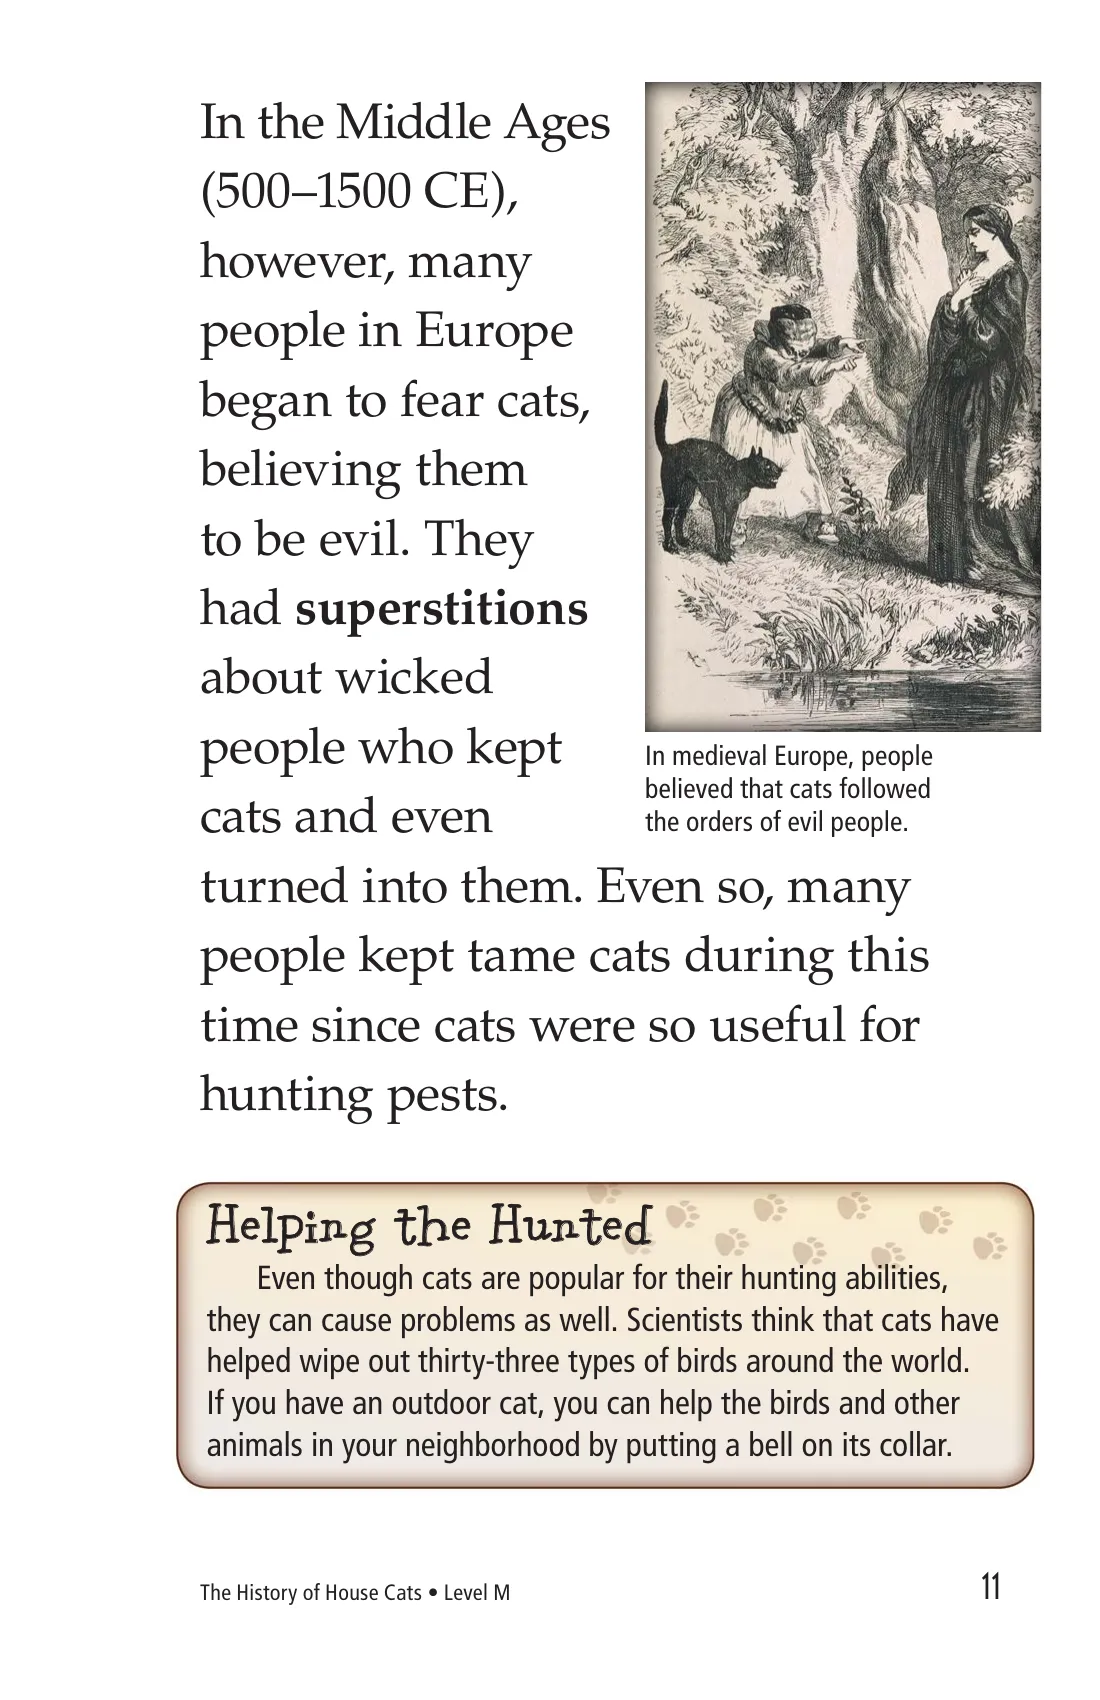 In the Middle Ages
(500–1500 CE),
however, many
people in Europe
began to fear cats,
believing them
to be evil. They
had superstitions
about wicked
people who kept
cats and even
turned into them. Even so, many
people kept tame cats during this
time since cats were so useful for
hunting pests.
In medieval Europe, people
believed that cats followed
the orders of evil people.
Helping the Hunted
Even though cats are popular for their hunting abilities,
they can cause problems as well. Scientists think that cats have
helped wipe out thirty-three types of birds around the world.
If you have an outdoor cat, you can help the birds and other
animals in your neighborhood by putting a bell on its collar.
The History of House Cats • Level M
11